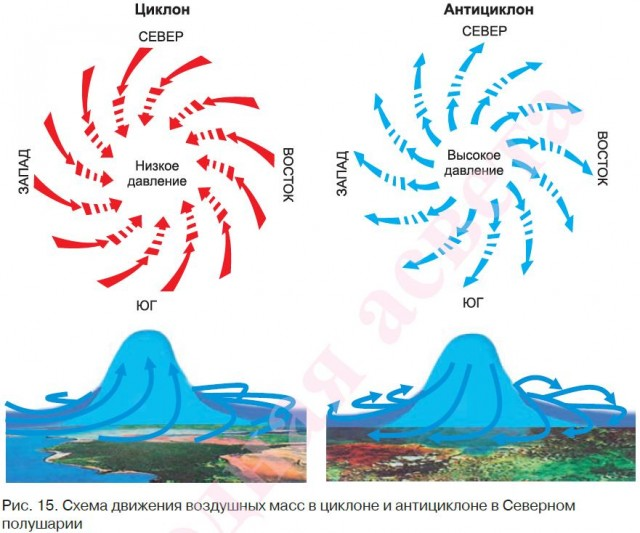 Циклон
СЕВЕР
ЗАПАД
Низкое
давление
ВОСТОК
ЮГ
Антициклон
СЕВЕР
ЗАПАД
Высокое
давление
ВОСТОК
ЮГ
Рис. 15. Схема движения воздушных масс в циклоне и антициклоне в Северном
полушарии